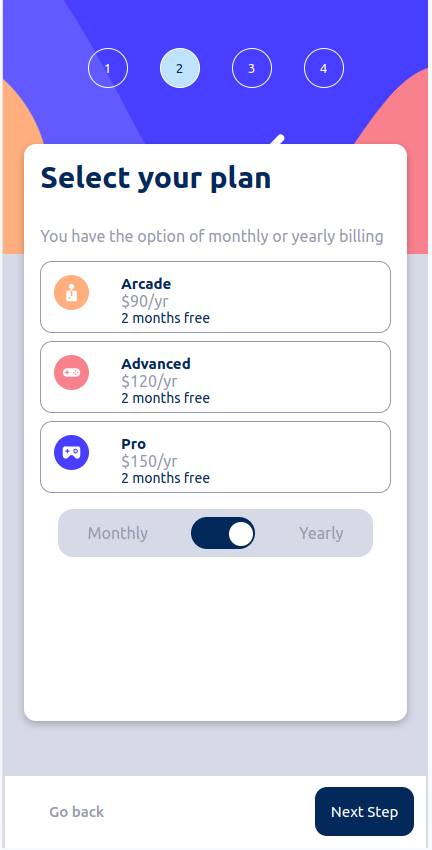 1 2 3 4
Select your plan
You have the option of monthly or yearly billing
Arcade
$90/yr
2 months free
Advanced
$120/yr
2 months free
Pro
$150/yr
2 months free
Monthly Yearly
Go back Next Step